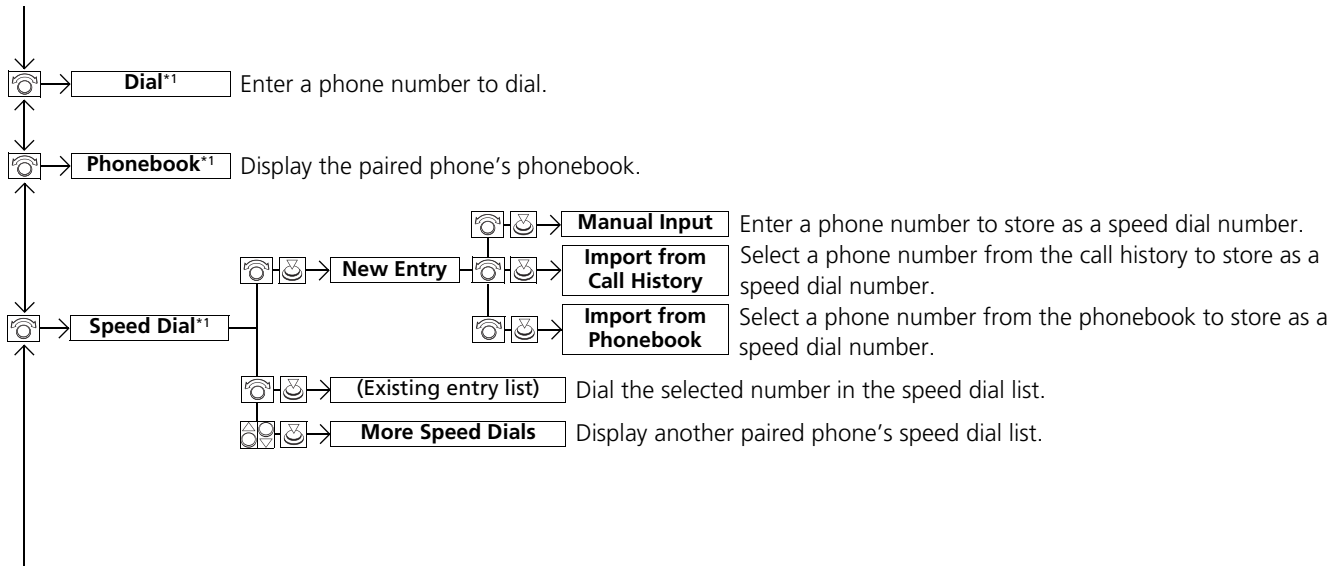 Dial*1 Enter a phone number to dial.
Phonebook*1 Display the paired phone’s phonebook.
Manual Input Enter a phone number to store as a speed dial number.
New Entry
Import from
Call History
Select a phone number from the call history to store as a
speed dial number.
Speed Dial*1
Import from
Phonebook
Select a phone number from the phonebook to store as a
speed dial number.
(Existing entry list) Dial the selected number in the speed dial list.
More Speed Dials Display another paired phone’s speed dial list.